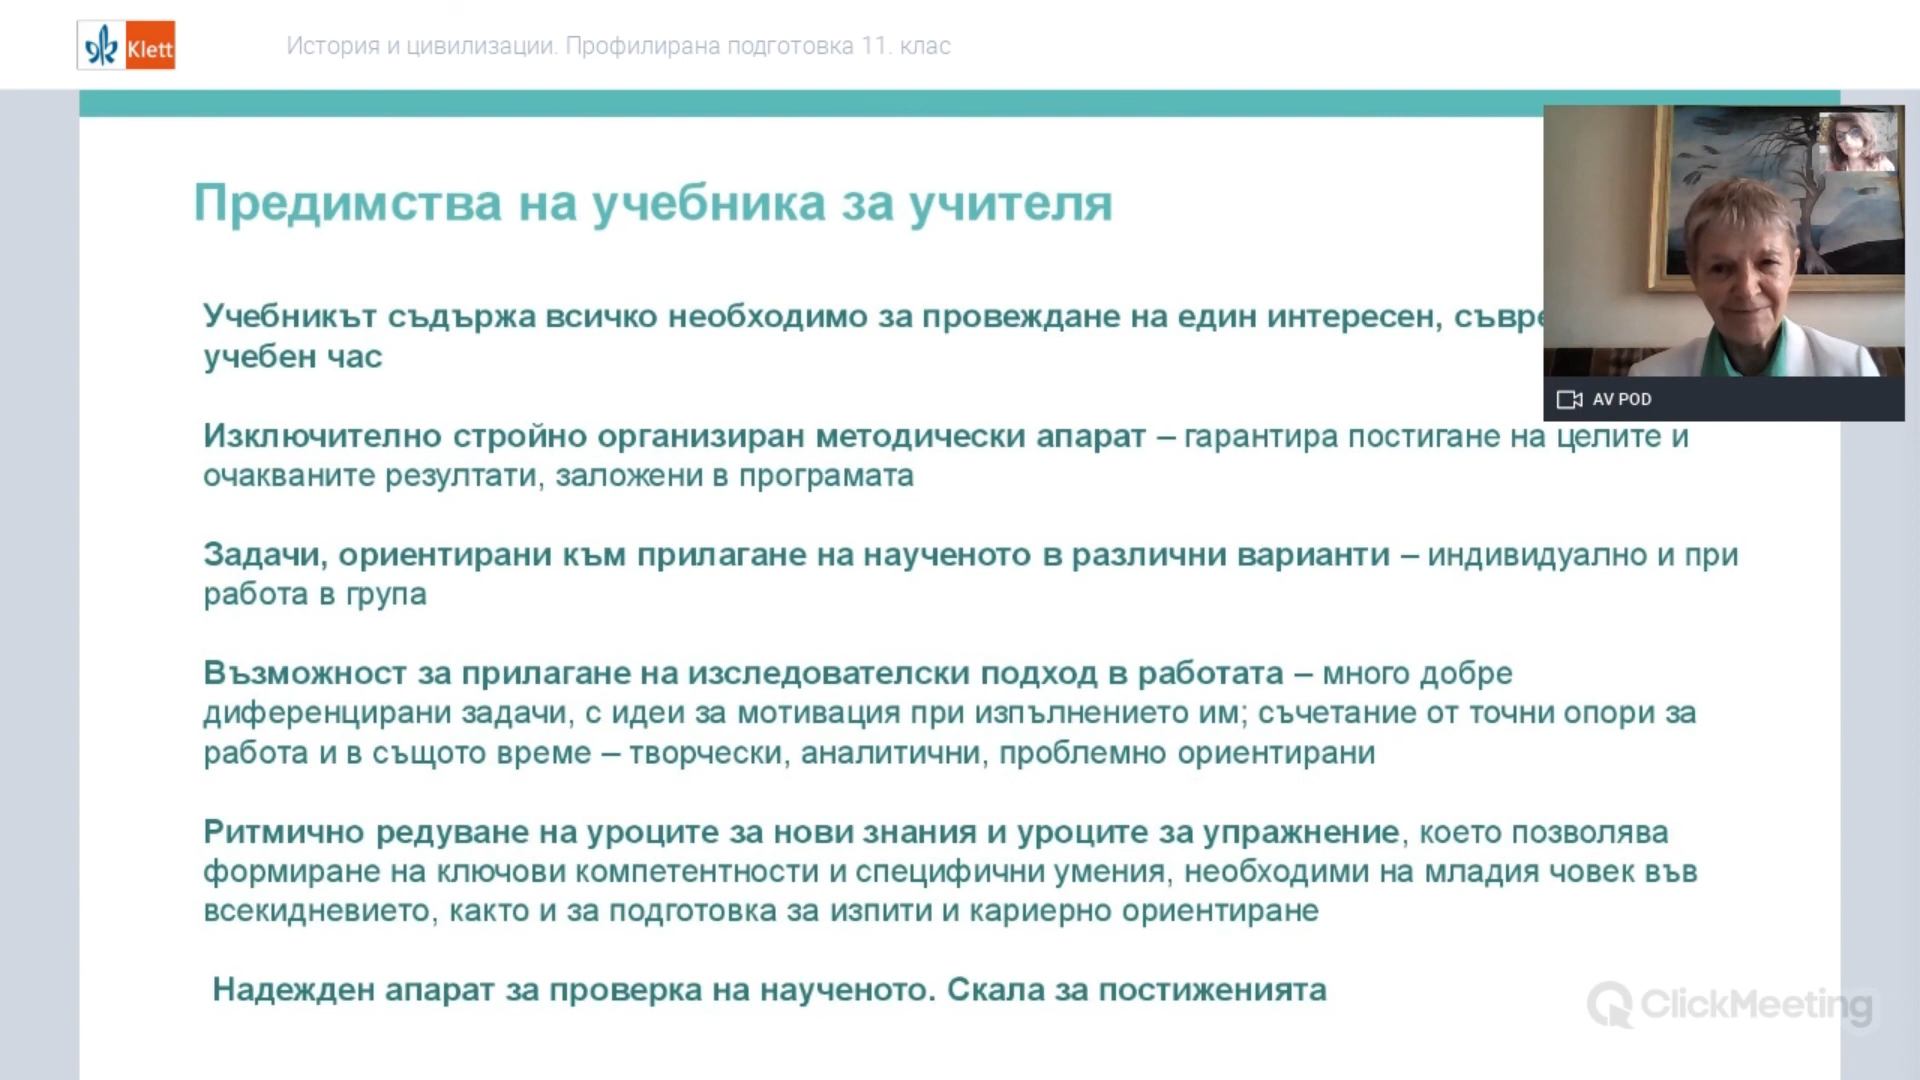 Klett
История и цивилизации. Профилирана подготовка 11. клас
Предимства на учебника за учителя
Учебникът съдържа всичко необходимо за провеждане на един интересен,
учебен час
AV POD
Изключително стройно организиран методически апарат – гарантира постигане на целите и
очакваните резултати, заложени в програмата
Задачи, ориентирани към прилагане на наученото в различни варианти – индивидуално и при
работа в група
Възможност за прилагане на изследователски подход в работата – много добре
диференцирани задачи, с идеи за мотивация при изпълнението им; съчетание от точни опори за
работа и в същото време – творчески, аналитични, проблемно ориентирани
Ритмично редуване на уроците за нови знания и уроците за упражнение, което позволява
формиране на ключови компетентности и специфични умения, необходими на младия човек във
всекидневието, както и за подготовка за изпити и кариерно ориентиране
Надежден апарат за проверка на наученото. Скала за постиженията
ClickMeeting